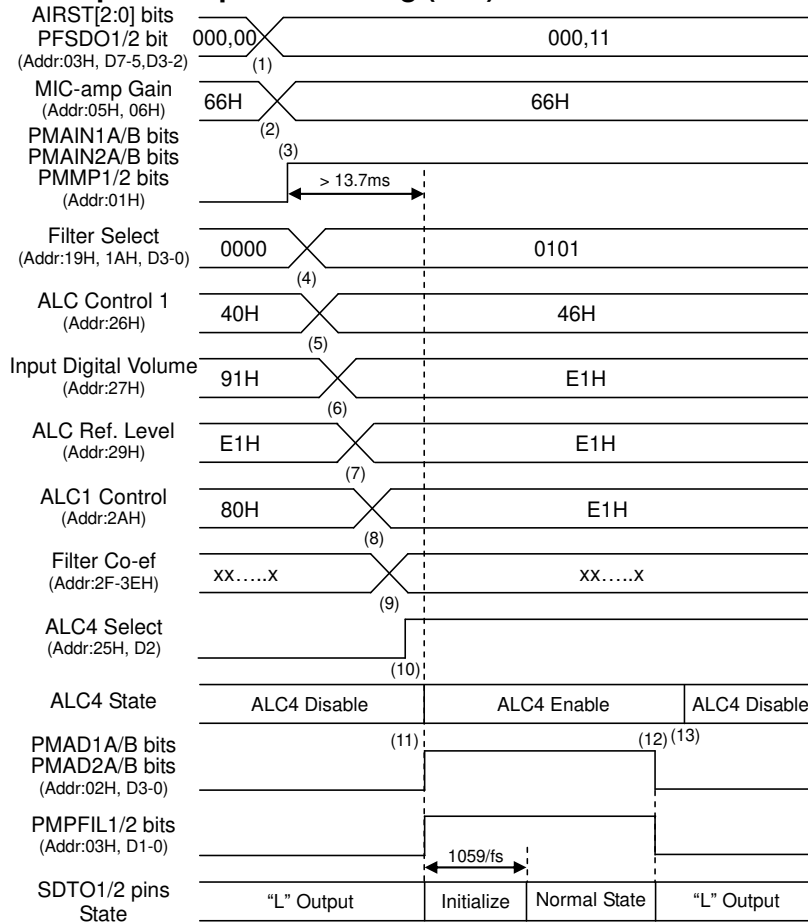 AIRST[2:0] bits
PFSDO1/2 bit
(Addr:03H, D7-5,D3-2)
000,00
000,11
(1)
MIC-amp Gain
(Addr:05H, 06H)
66H
66H
(2)
PMAIN1A/B bits
PMAIN2A/B bits
PMMP1/2 bits
(Addr:01H)
(3)
> 13.7ms
Filter Select
(Addr:19H, 1AH, D3-0)
0000
0101
(4)
ALC Control 1
(Addr:26H)
40H
46H
(5)
Input Digital Volume
(Addr:27H)
91H
E1H
(6)
ALC Ref. Level
(Addr:29H)
E1H
E1H
(7)
ALC1 Control
(Addr:2AH)
80H
E1H
(8)
Filter Co-ef
(Addr:2F-3EH)
xx…..x
xx…..x
(9)
ALC4 Select
(Addr:25H, D2)
(10)
ALC4 State
ALC4 Disable
ALC4 Enable
ALC4 Disable
PMAD1A/B bits
PMAD2A/B bits
(Addr:02H, D3-0)
(11)
(12)
(13)
PMPFIL1/2 bits
(Addr:03H, D1-0)
1059/fs
SDTO1/2 pins
State
“L” Output
Initialize
Normal State
“L” Output